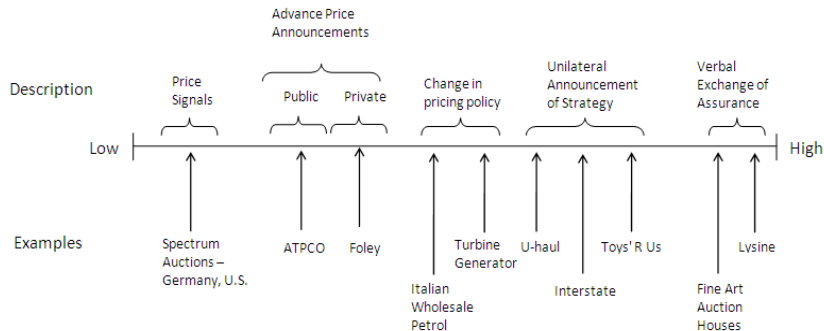 Advance Price
Announcements
Description
Price
Signals
Public
Private
Change in
pricing policy
Unilateral
Announcement
of Strategy
Verbal
Exchange of
Assurance
Low
High
Examples
Spectrum
Auctions –
Germany, U.S.
ATPCO
Foley
Italian
Wholesale
Petrol
Turbine
Generator
U-haul
Interstate
Toys' R Us
Fine Art
Auction
Houses
Lysine